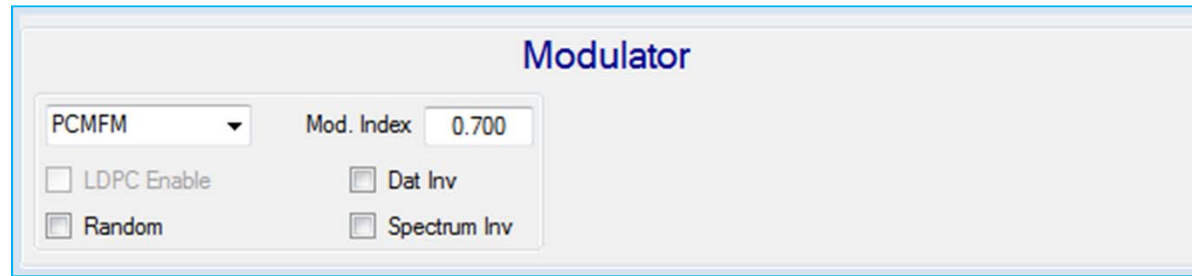 Modulator
PCMFM Mod. Index 0.700
LDPC Enable Dat Inv
Random Spectrum Inv